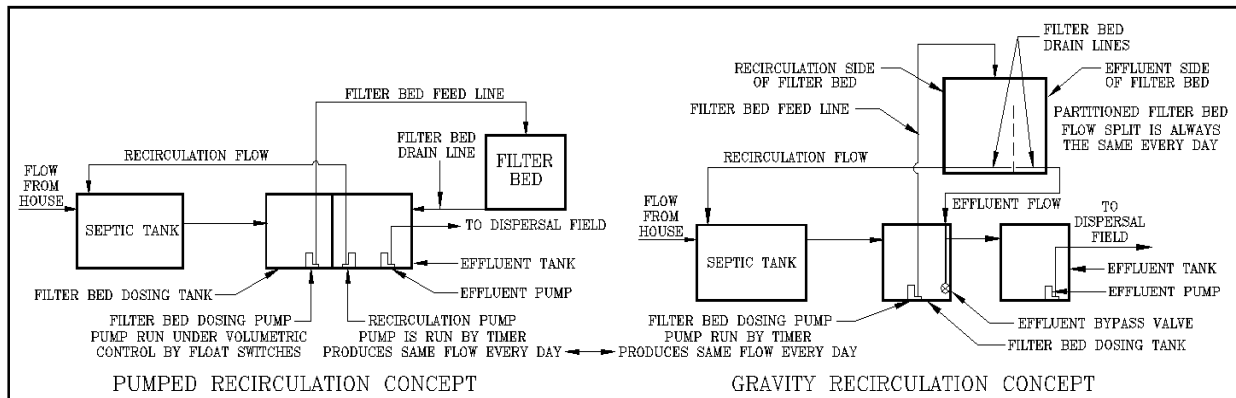 FILTER BED FEED LINE
FILTER BED
DRAIN LINE
RECIRCULATION FLOW
FILTER
BED
FLOW
FROM
HOUSE
SEPTIC TANK
TO DISPERSAL FIELD
EFFLUENT TANK
EFFLUENT PUMP
FILTER BED DOSING TANK
FILTER BED DOSING PUMP
PUMP RUN UNDER VOLUMETRIC
CONTROL BY FLOAT SWITCHES
RECIRCULATION PUMP
PUMP IS RUN BY TIMER
PRODUCES SAME FLOW EVERY DAY
PUMPED RECIRCULATION CONCEPT
FILTER BED
DRAIN LINES
RECIRCULATION SIDE
OF FILTER BED
EFFLUENT SIDE
OF FILTER BED
FILTER BED FEED LINE
PARTITIONED FILTER BED
FLOW SPLIT IS ALWAYS
THE SAME EVERY DAY
RECIRCULATION FLOW
FLOW
FROM
HOUSE
EFFLUENT FLOW
TO
DISPERSAL
FIELD
SEPTIC TANK
EFFLUENT TANK
EFFLUENT PUMP
FILTER BED DOSING PUMP
PUMP RUN BY TIMER
PRODUCES SAME FLOW EVERY DAY
EFFLUENT BYPASS VALVE
FILTER BED DOSING TANK
GRAVITY RECIRCULATION CONCEPT